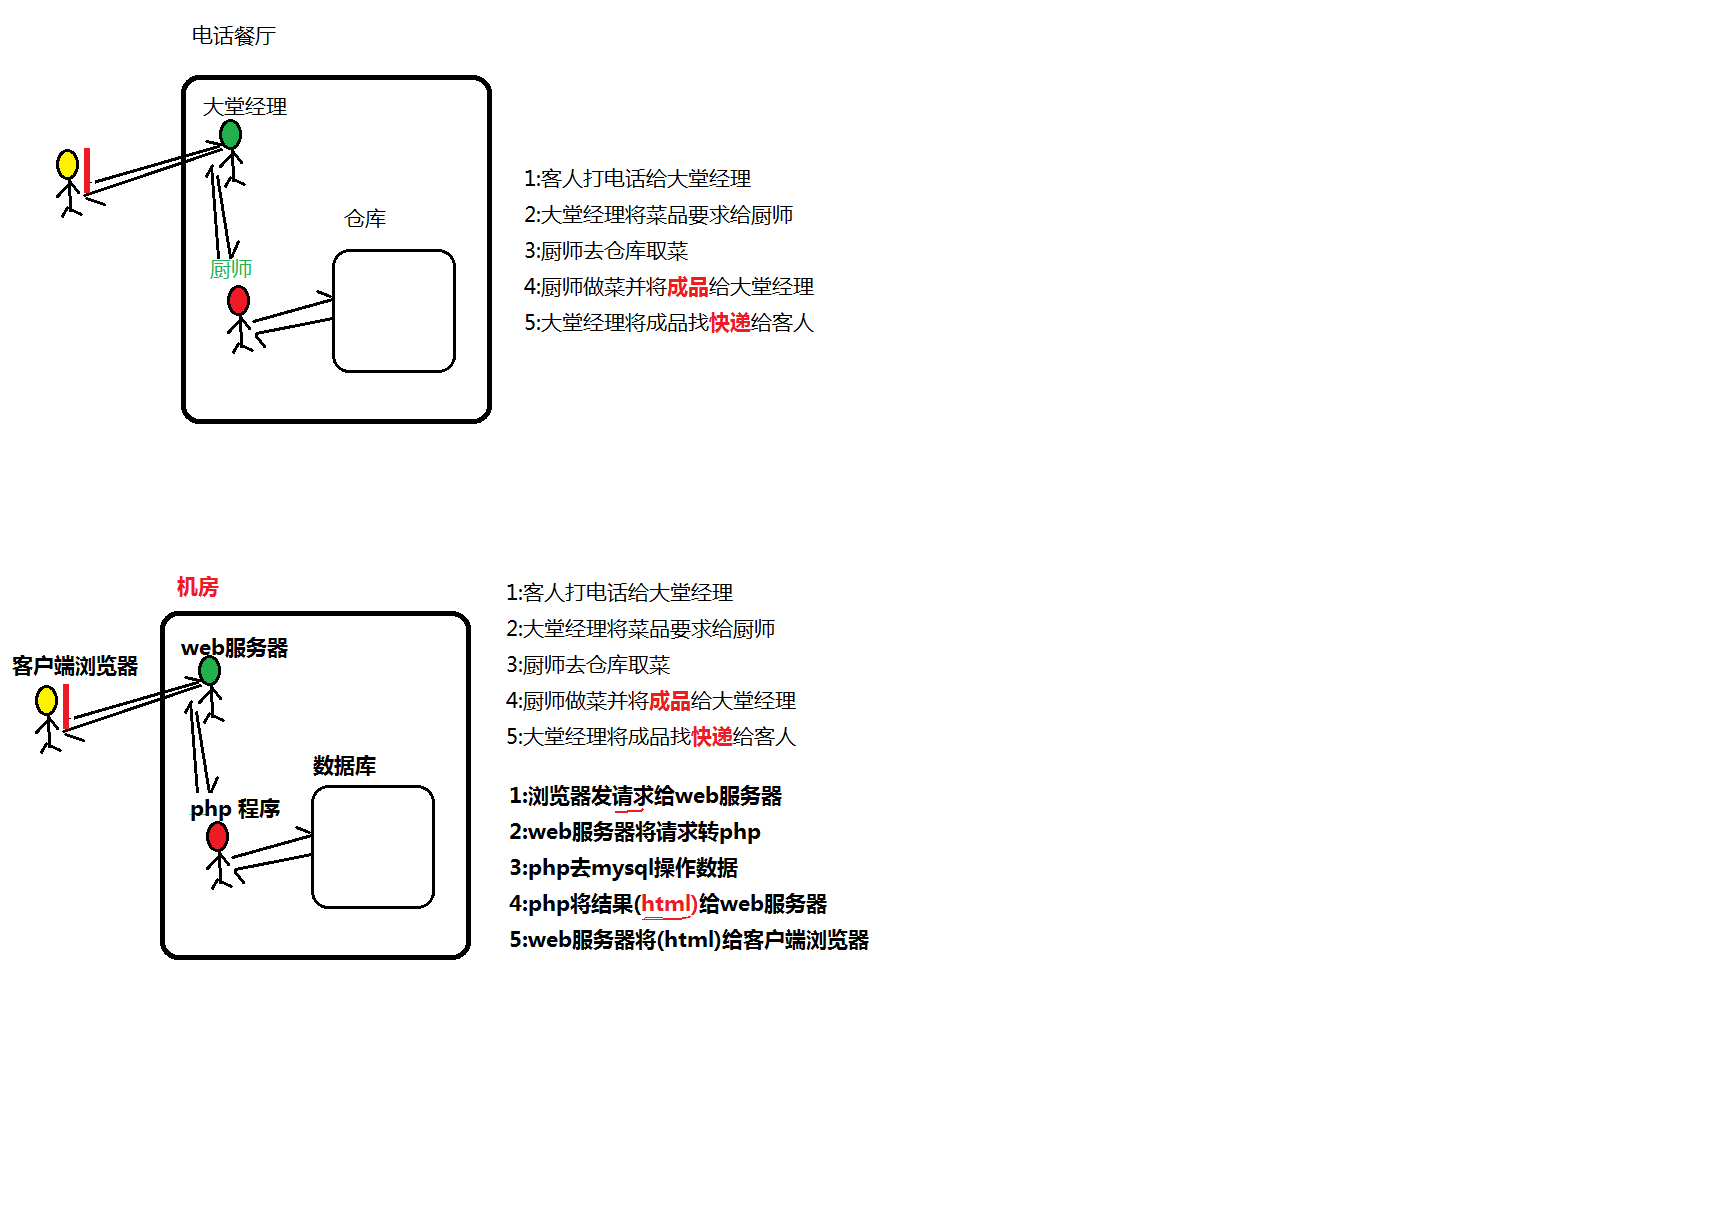 电话餐厅
大堂经理
仓库
厨师
1:客人打电话给大堂经理
2:大堂经理将菜品要求给厨师
3:厨师去仓库取菜
4:厨师做菜并将成品给大堂经理
5:大堂经理将成品找快递给客人
机房
web服务器
客户端浏览器
数据库
php 程序
1:客人打电话给大堂经理
2:大堂经理将菜品要求给厨师
3:厨师去仓库取菜
4:厨师做菜并将成品给大堂经理
5:大堂经理将成品找快递给客人
1:浏览器发请求给web服务器
2:web服务器将请求转php
3:php去mysql操作数据
4:php将结果(html)给web服务器
5:web服务器将(html)给客户端浏览器